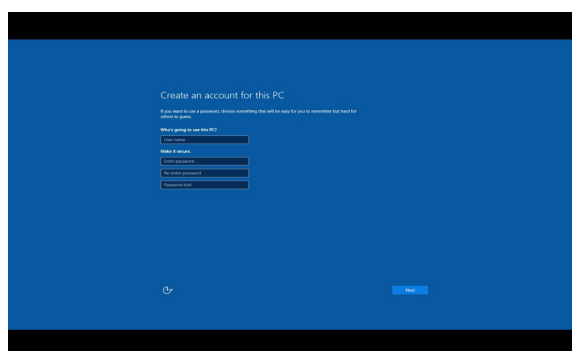 Create an account for this PC
If you want to use a password, choose something that will be easy for you to remember but hard for
others to guess.
Who's going to use this PC?
User name
Make it secure.
Enter password
Re-enter password
Password hint
Next